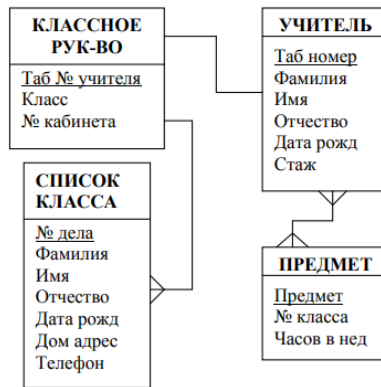 КЛАССНОЕ
РУК-ВО
Таб № учителя
Класс
№ кабинета
УЧИТЕЛЬ
Таб номер
Фамилия
Имя
Отчество
Дата рожд
Стаж
СПИСОК
КЛАССА
№ дела
Фамилия
Имя
Отчество
Дата рожд
Дом адрес
Телефон
ПРЕДМЕТ
Предмет
№ класса
Часов в нед